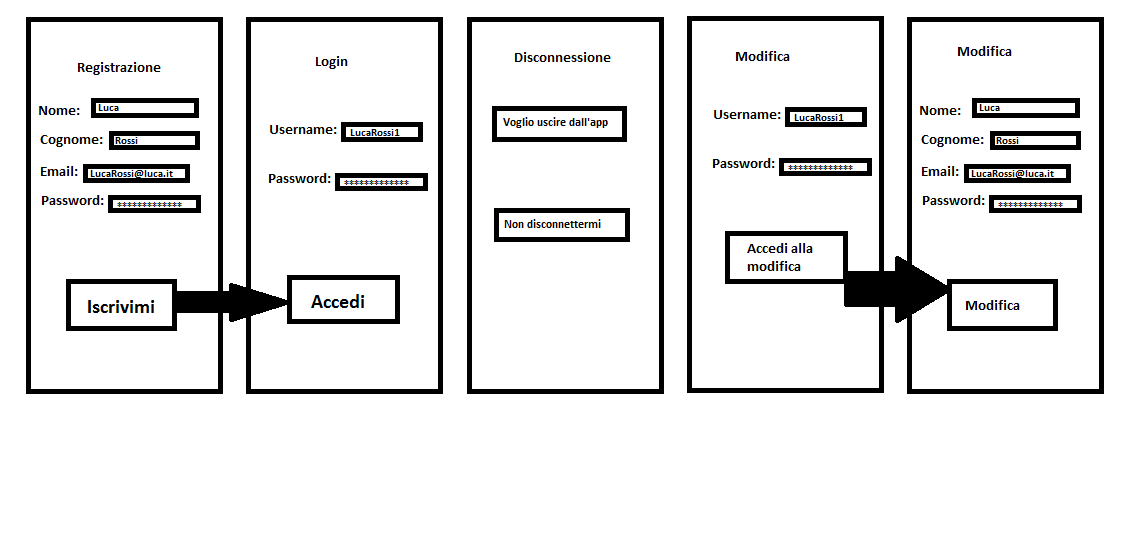 Registrazione
Nome: Luca
Cognome: Rossi
Email: LucaRossi@luca.it
Password: *************
Iscrivimi
Login
Username: LucaRossi1
Password: *************
Accedi
Disconnessione
Voglio uscire dall'app
Non disconnettermi
Modifica
Username: LucaRossi1
Password: *************
Accedi alla
modifica
Modifica
Nome: Luca
Cognome: Rossi
Email: LucaRossi@luca.it
Password: *************
Modifica